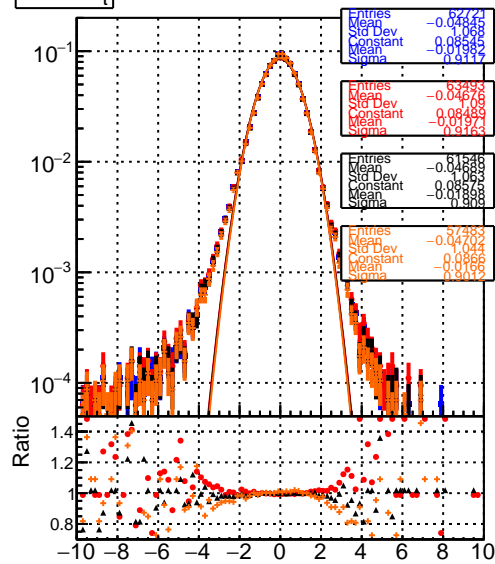 t
Entries 62721
Mean −0.04845
Std Dev 1.068
Constant 0.08545
Mean −0.01982
Sigma 0.9117
Entries 63493
Mean −0.04676
Std Dev 1.09
Constant 0.08489
Mean −0.01971
Sigma 0.9163
Entries 61546
Mean −0.04689
Std Dev 1.063
Constant 0.08575
Mean −0.01898
Sigma 0.909
Entries 57483
Mean −0.04702
Std Dev 1.044
Constant 0.0866
Mean −0.0166
Sigma 0.9012
10−1
10−2
10−3
10−4
Ratio
1.4
1.2
1
0.8
−10 −8 −6 −4 −2 0 2 4 6 8 10